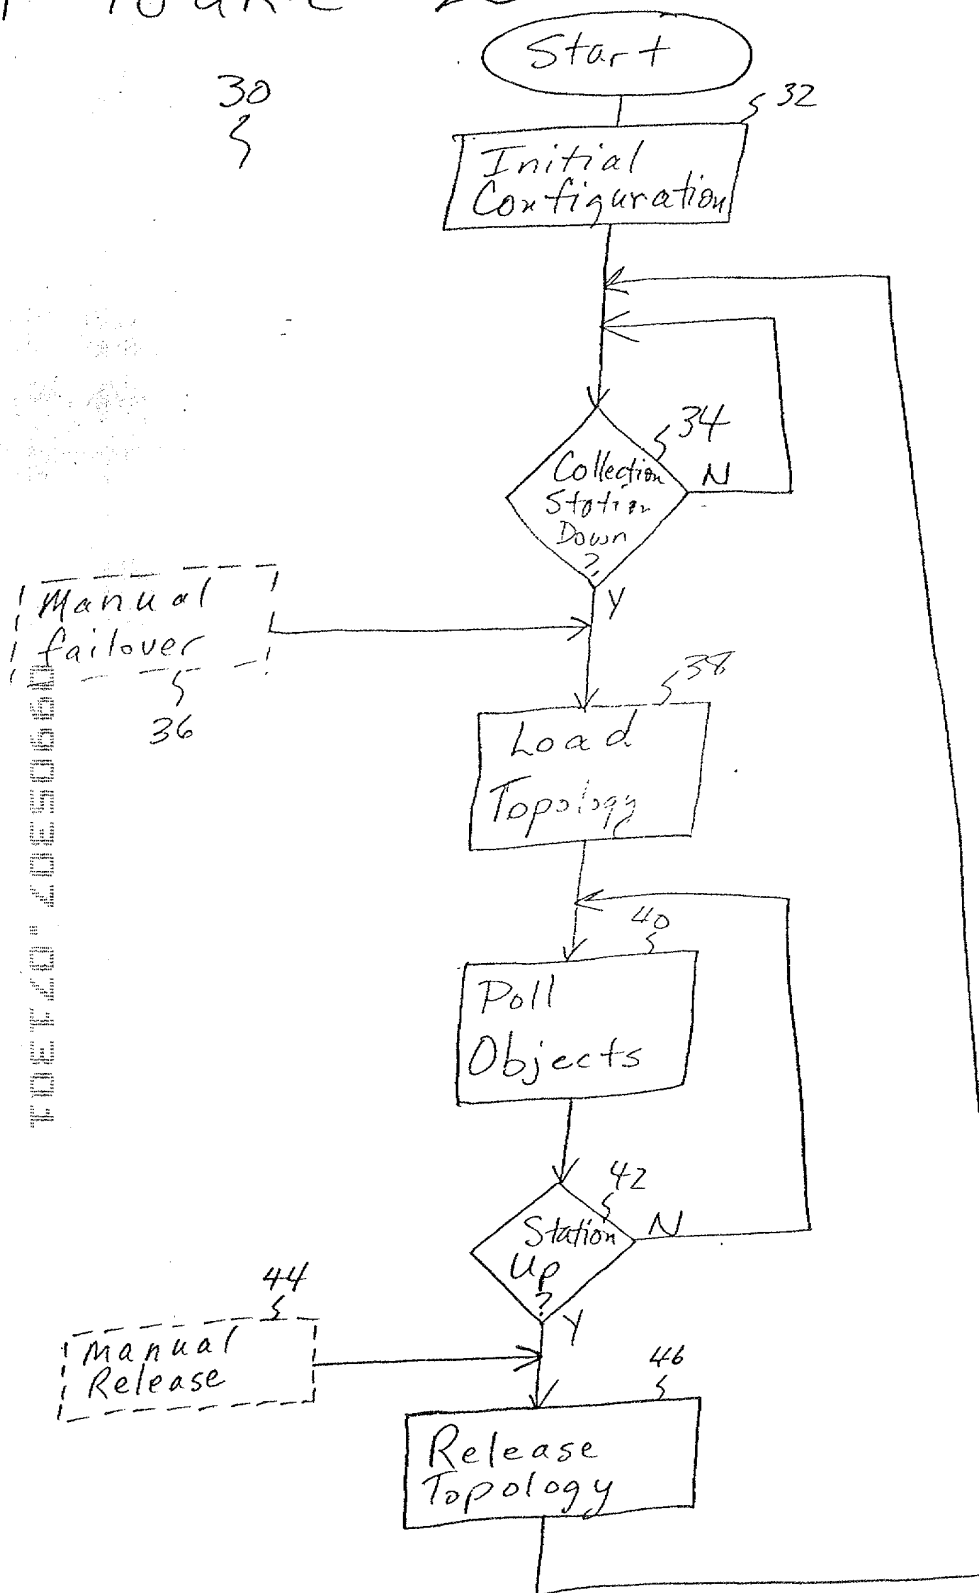 30
Start
32
Initial
Configuration
34
Collection
Station
Down
?
N
Y
Manual
failover
36
38
Load
Topology
40
Poll
Objects
42
Station
Up
?
N
Y
44
Manual
Release
46
Release
Topology